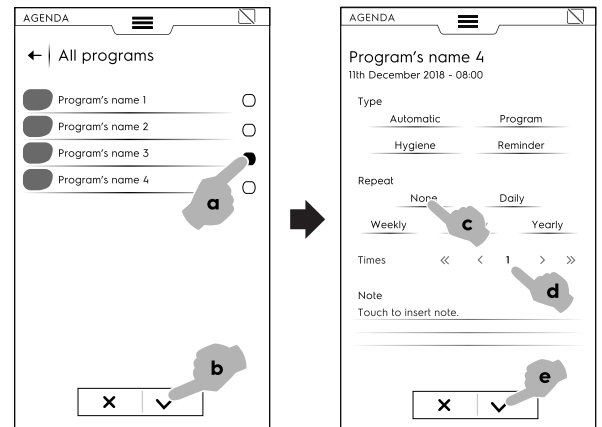 AGENDA
All programs
Program's name 1
Program's name 2
Program's name 3
Program's name 4
a
b
AGENDA
Program's name 4
11th December 2018 - 08:00
Type
Automatic Program
Hygiene Reminder
Repeat
None Daily
Weekly Yearly
c
Times « < 1 > »
d
Note
Touch to insert note.
e